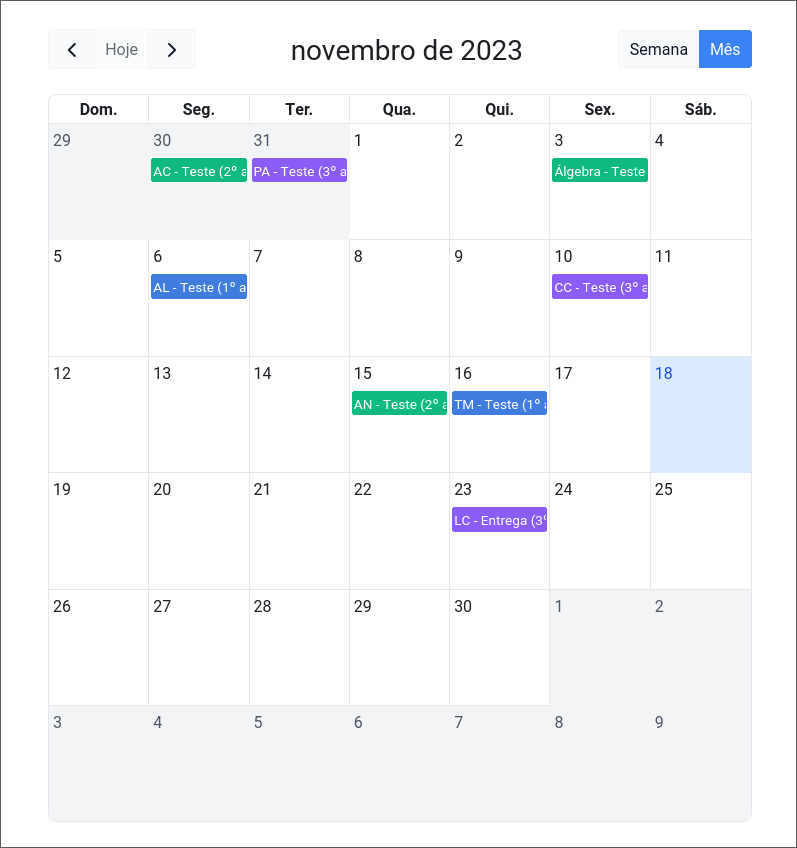 Hoje novembro de 2023 Semana Mês
Dom. Seg. Ter. Qua. Qui. Sex. Sáb.
29 30 31 1 2 3 4
AC - Teste (2º a PA - Teste (3º a Álgebra - Teste
5 6 7 8 9 10 11
AL - Teste (1º a CC - Teste (3º a
12 13 14 15 16 17 18
AN - Teste (2º a TM - Teste (1º a
19 20 21 22 23 24 25
LC - Entrega (3º
26 27 28 29 30 1 2
3 4 5 6 7 8 9